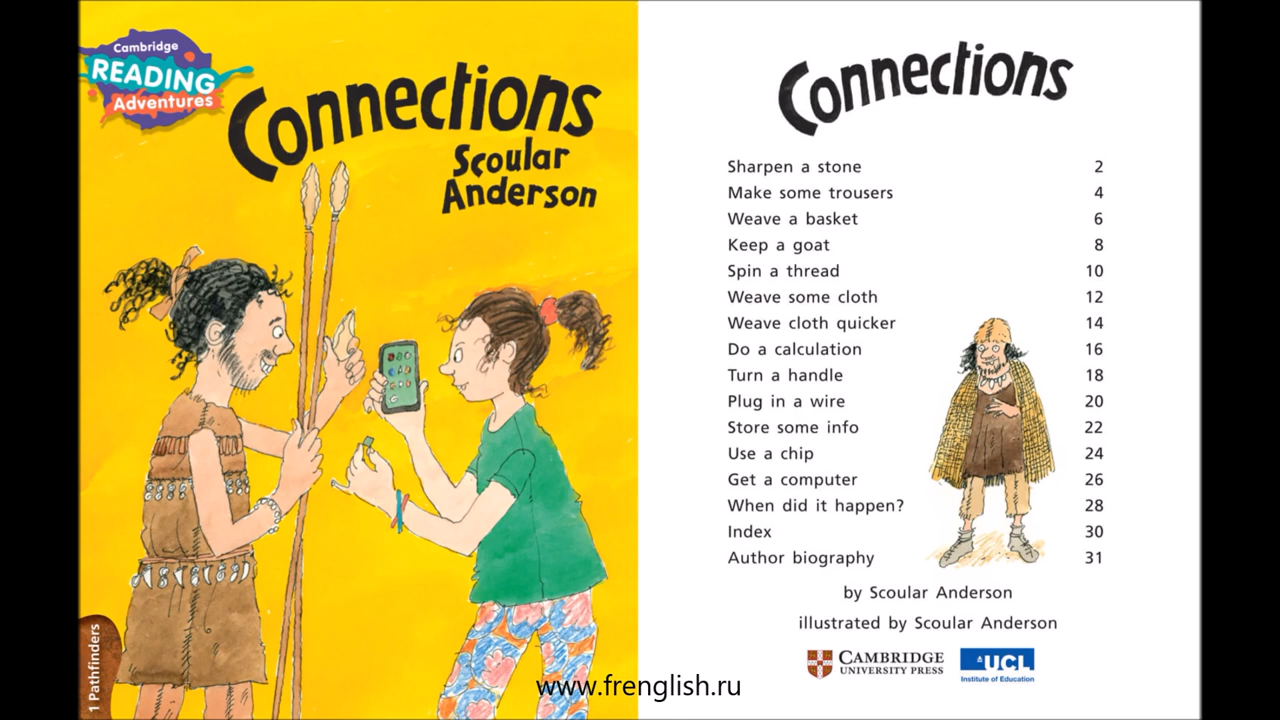 Cambridge
READING
Adventures
Connections
Scoular
Anderson
1 Pathfinders
Connections
Sharpen a stone 2
Make some trousers 4
Weave a basket 6
Keep a goat 8
Spin a thread 10
Weave some cloth 12
Weave cloth quicker 14
Do a calculation 16
Turn a handle 18
Plug in a wire 20
Store some info 22
Use a chip 24
Get a computer 26
When did it happen? 28
Index 30
Author biography 31
by Scoular Anderson
illustrated by Scoular Anderson
CAMBRIDGE
UNIVERSITY PRESS
UCL
Institute of Education
www.frenglish.ru